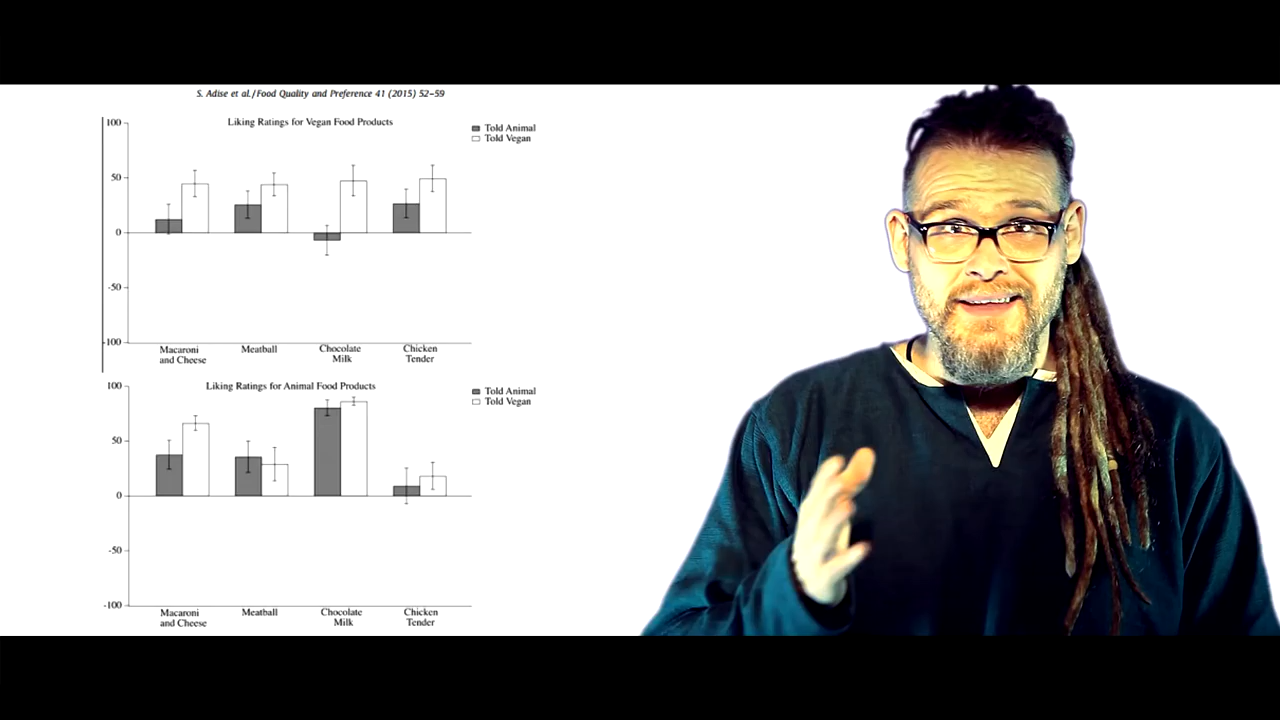 S. Adise et al./Food Quality and Preference 41 (2015) 52–59
Liking Ratings for Vegan Food Products
Told Animal
Told Vegan
100
50
0
-50
-100
Macaroni and Cheese
Meatball
Chocolate Milk
Chicken Tender
Liking Ratings for Animal Food Products
Told Animal
Told Vegan
100
50
0
-50
-100
Macaroni and Cheese
Meatball
Chocolate Milk
Chicken Tender